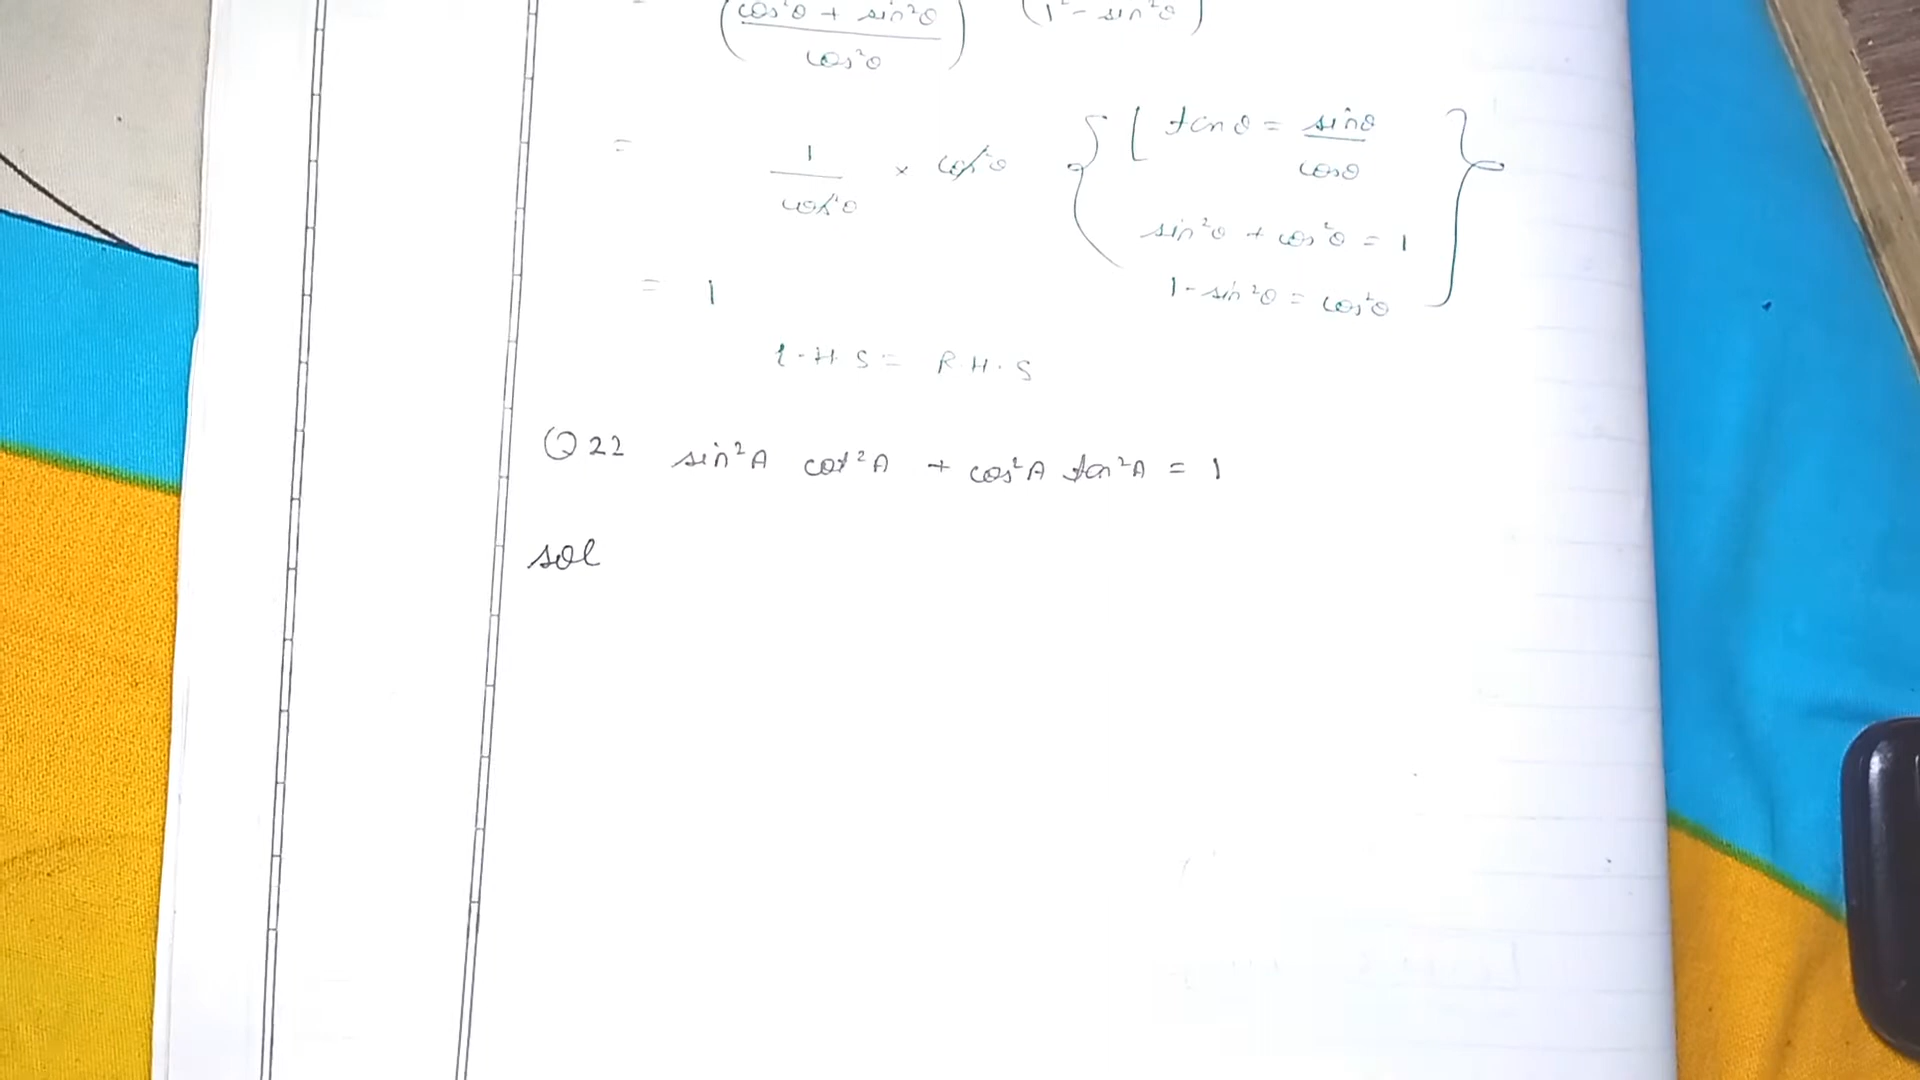 = (cos²θ + sin²θ / cos²θ) (1² - sin²θ)
= 1/cos²θ × cos²θ { [ tanθ = sinθ/cosθ
sin²θ + cos²θ = 1
1 - sin²θ = cos²θ }
= 1
L.H.S = R.H.S
Q22 sin²A cot²A + cos²A tan²A = 1
sol